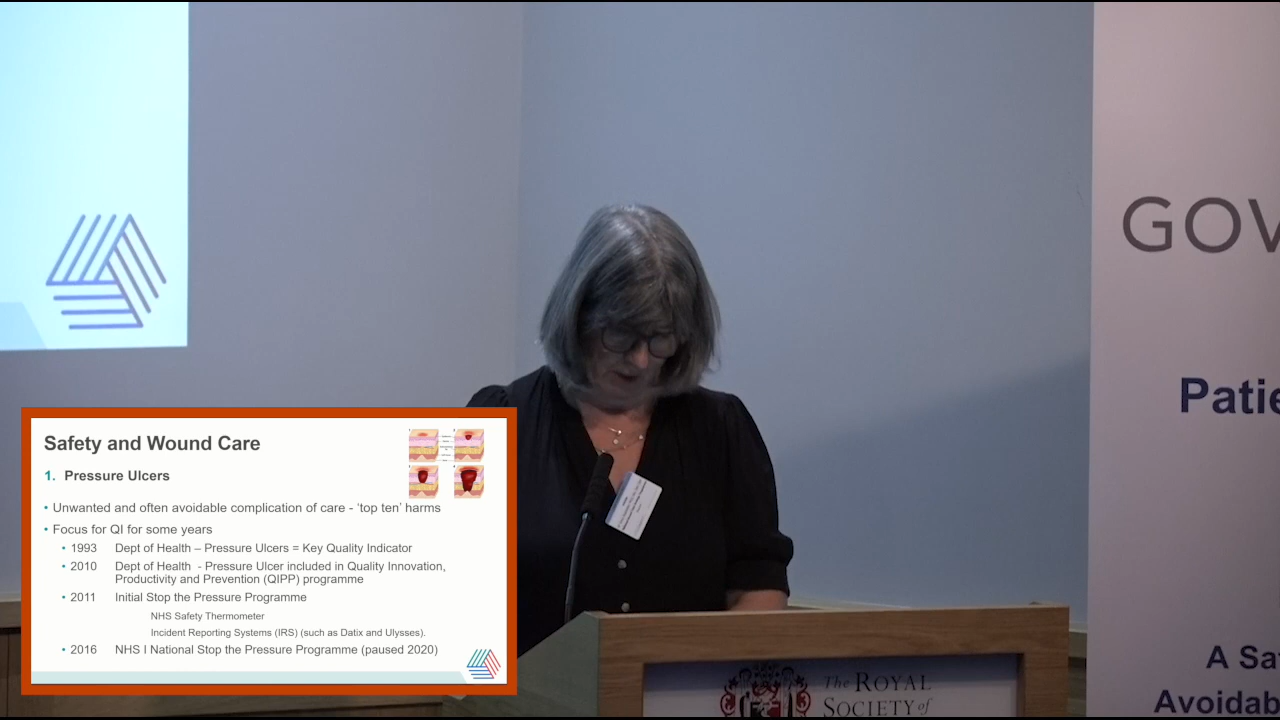 GOV
Patie
A Sa
Avoidab
The ROYAL
SOCIETY of
Safety and Wound Care
1. Pressure Ulcers
• Unwanted and often avoidable complication of care - ‘top ten’ harms
• Focus for QI for some years
• 1993 Dept of Health – Pressure Ulcers = Key Quality Indicator
• 2010 Dept of Health - Pressure Ulcer included in Quality Innovation,
Productivity and Prevention (QIPP) programme
• 2011 Initial Stop the Pressure Programme
NHS Safety Thermometer
Incident Reporting Systems (IRS) (such as Datix and Ulysses).
• 2016 NHS I National Stop the Pressure Programme (paused 2020)